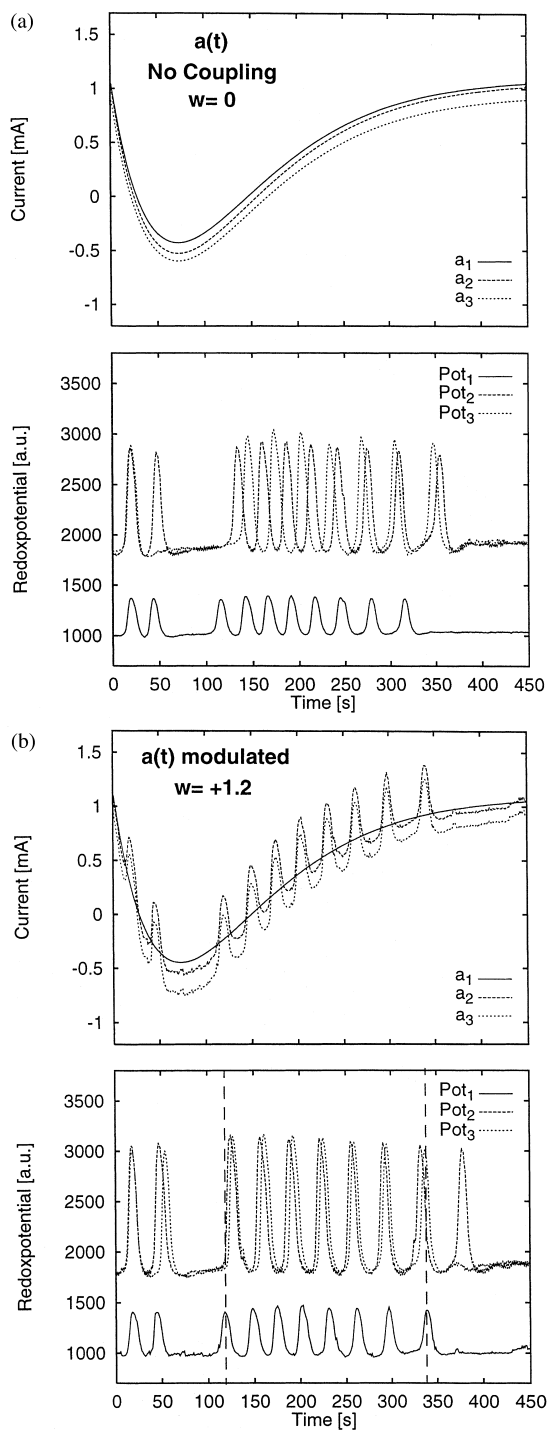 (a)
a(t)
No Coupling
w= 0
1.5
1
0.5
0
-0.5
-1
Current [mA]
a1
a2
a3
3500
3000
2500
2000
1500
1000
Redoxpotential [a.u.]
Pot1
Pot2
Pot3
0 50 100 150 200 250 300 350 400 450
Time [s]
(b)
a(t) modulated
w= +1.2
1.5
1
0.5
0
-0.5
-1
Current [mA]
a1
a2
a3
3500
3000
2500
2000
1500
1000
Redoxpotential [a.u.]
Pot1
Pot2
Pot3
0 50 100 150 200 250 300 350 400 450
Time [s]